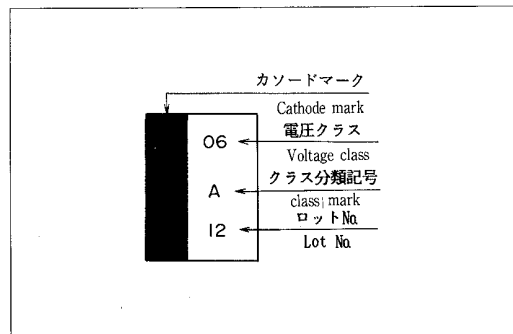 カソードマーク
Cathode mark
06
電圧クラス
Voltage class
A
クラス分類記号
class mark
12
ロットNo.
Lot No.